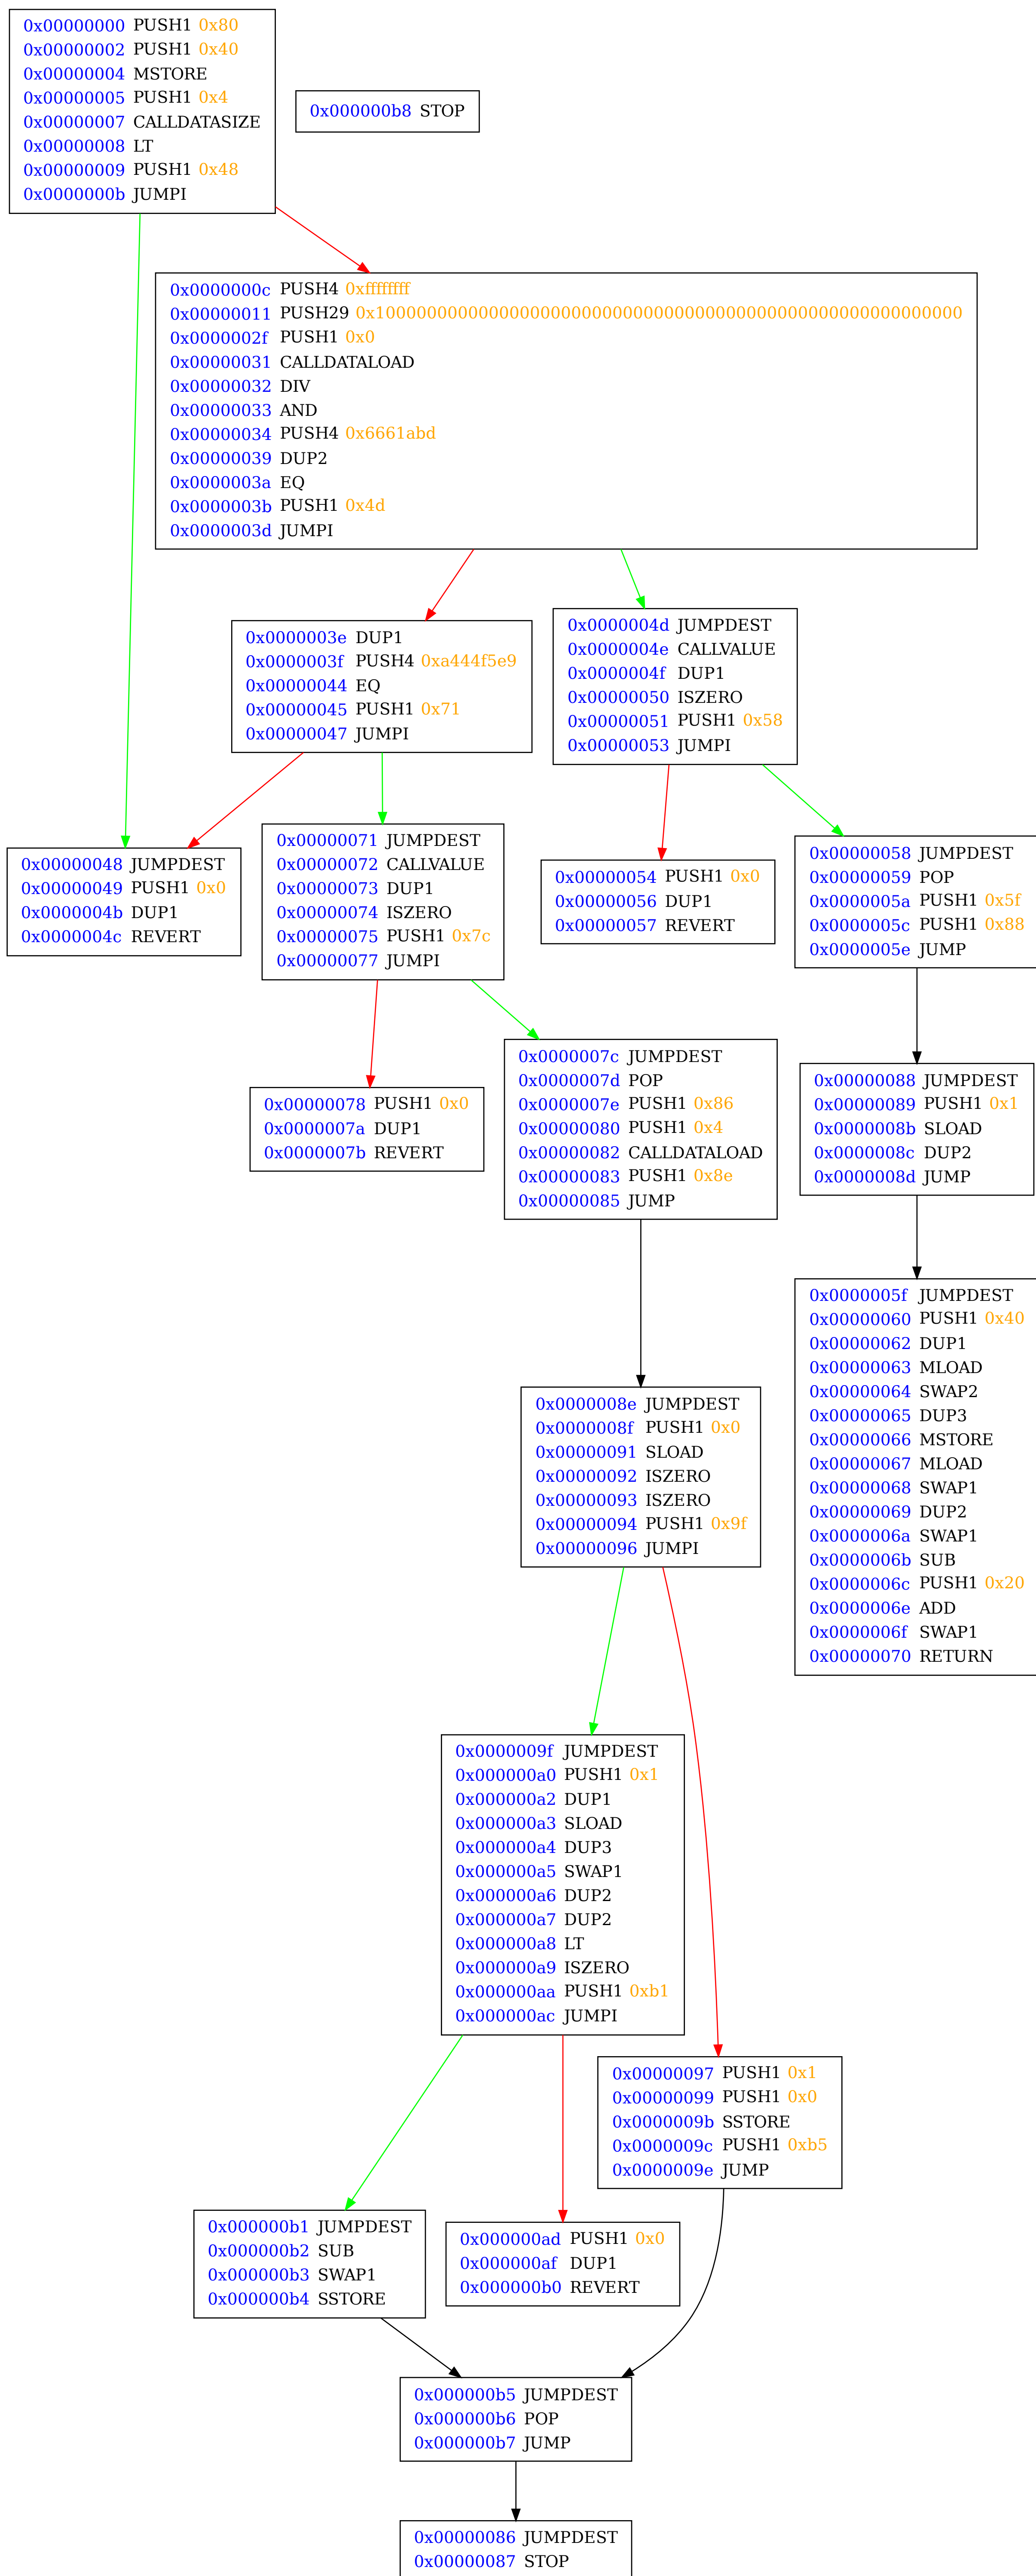 0x00000000 PUSH1 0x80
0x00000002 PUSH1 0x40
0x00000004 MSTORE
0x00000005 PUSH1 0x4
0x00000007 CALLDATASIZE
0x00000008 LT
0x00000009 PUSH1 0x48
0x0000000b JUMPI
0x000000b8 STOP
0x0000000c PUSH4 0xffffffff
0x00000011 PUSH29 0x100000000000000000000000000000000000000000000000000000000
0x0000002f PUSH1 0x0
0x00000031 CALLDATALOAD
0x00000032 DIV
0x00000033 AND
0x00000034 PUSH4 0x6661abd
0x00000039 DUP2
0x0000003a EQ
0x0000003b PUSH1 0x4d
0x0000003d JUMPI
0x0000003e DUP1
0x0000003f PUSH4 0xa444f5e9
0x00000044 EQ
0x00000045 PUSH1 0x71
0x00000047 JUMPI
0x0000004d JUMPDEST
0x0000004e CALLVALUE
0x0000004f DUP1
0x00000050 ISZERO
0x00000051 PUSH1 0x58
0x00000053 JUMPI
0x00000048 JUMPDEST
0x00000049 PUSH1 0x0
0x0000004b DUP1
0x0000004c REVERT
0x00000071 JUMPDEST
0x00000072 CALLVALUE
0x00000073 DUP1
0x00000074 ISZERO
0x00000075 PUSH1 0x7c
0x00000077 JUMPI
0x00000054 PUSH1 0x0
0x00000056 DUP1
0x00000057 REVERT
0x00000058 JUMPDEST
0x00000059 POP
0x0000005a PUSH1 0x5f
0x0000005c PUSH1 0x88
0x0000005e JUMP
0x00000078 PUSH1 0x0
0x0000007a DUP1
0x0000007b REVERT
0x0000007c JUMPDEST
0x0000007d POP
0x0000007e PUSH1 0x86
0x00000080 PUSH1 0x4
0x00000082 CALLDATALOAD
0x00000083 PUSH1 0x8e
0x00000085 JUMP
0x00000088 JUMPDEST
0x00000089 PUSH1 0x1
0x0000008b SLOAD
0x0000008c DUP2
0x0000008d JUMP
0x0000005f JUMPDEST
0x00000060 PUSH1 0x40
0x00000062 DUP1
0x00000063 MLOAD
0x00000064 SWAP2
0x00000065 DUP3
0x00000066 MSTORE
0x00000067 MLOAD
0x00000068 SWAP1
0x00000069 DUP2
0x0000006a SWAP1
0x0000006b SUB
0x0000006c PUSH1 0x20
0x0000006e ADD
0x0000006f SWAP1
0x00000070 RETURN
0x0000008e JUMPDEST
0x0000008f PUSH1 0x0
0x00000091 SLOAD
0x00000092 ISZERO
0x00000093 ISZERO
0x00000094 PUSH1 0x9f
0x00000096 JUMPI
0x0000009f JUMPDEST
0x000000a0 PUSH1 0x1
0x000000a2 DUP1
0x000000a3 SLOAD
0x000000a4 DUP3
0x000000a5 SWAP1
0x000000a6 DUP2
0x000000a7 DUP2
0x000000a8 LT
0x000000a9 ISZERO
0x000000aa PUSH1 0xb1
0x000000ac JUMPI
0x00000097 PUSH1 0x1
0x00000099 PUSH1 0x0
0x0000009b SSTORE
0x0000009c PUSH1 0xb5
0x0000009e JUMP
0x000000b1 JUMPDEST
0x000000b2 SUB
0x000000b3 SWAP1
0x000000b4 SSTORE
0x000000ad PUSH1 0x0
0x000000af DUP1
0x000000b0 REVERT
0x000000b5 JUMPDEST
0x000000b6 POP
0x000000b7 JUMP
0x00000086 JUMPDEST
0x00000087 STOP